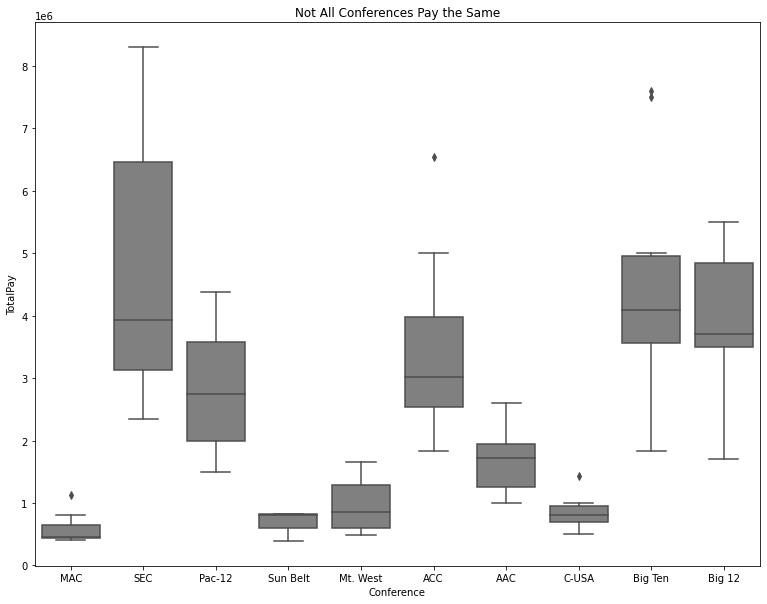 Not All Conferences Pay the Same
1e6
8
7
6
5
4
3
2
1
0
TotalPay
MAC SEC Pac-12 Sun Belt Mt. West ACC AAC C-USA Big Ten Big 12
Conference